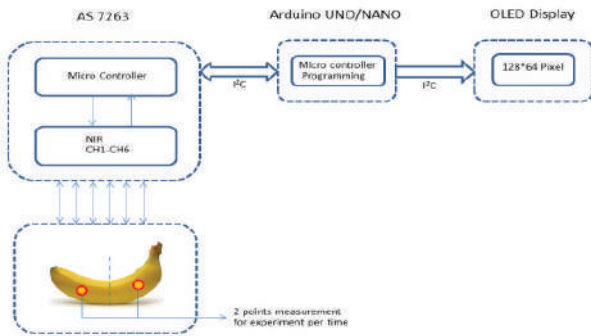 AS 7263
Arduino UNO/NANO
OLED Display
Micro Controller
NIR
CH1-CH6
I²C
Micro controller
Programming
I²C
128*64 Pixel
2 points measurement
for experiment per time